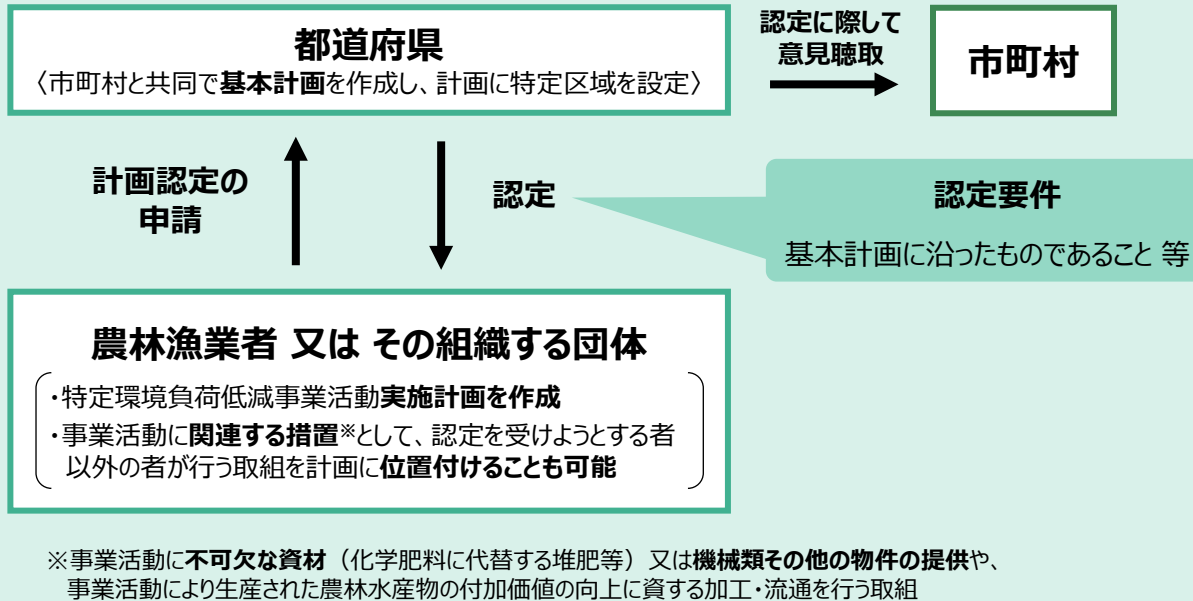 都道府県
〈市町村と共同で基本計画を作成し、計画に特定区域を設定〉
認定に際して
意見聴取
市町村
計画認定の
申請
認定
認定要件
基本計画に沿ったものであること 等
農林漁業者 又は その組織する団体
・特定環境負荷低減事業活動実施計画を作成
・事業活動に関連する措置※として、認定を受けようとする者
以外の者が行う取組を計画に位置付けることも可能
※事業活動に不可欠な資材（化学肥料に代替する堆肥等）又は機械類その他の物件の提供や、
事業活動により生産された農林水産物の付加価値の向上に資する加工・流通を行う取組